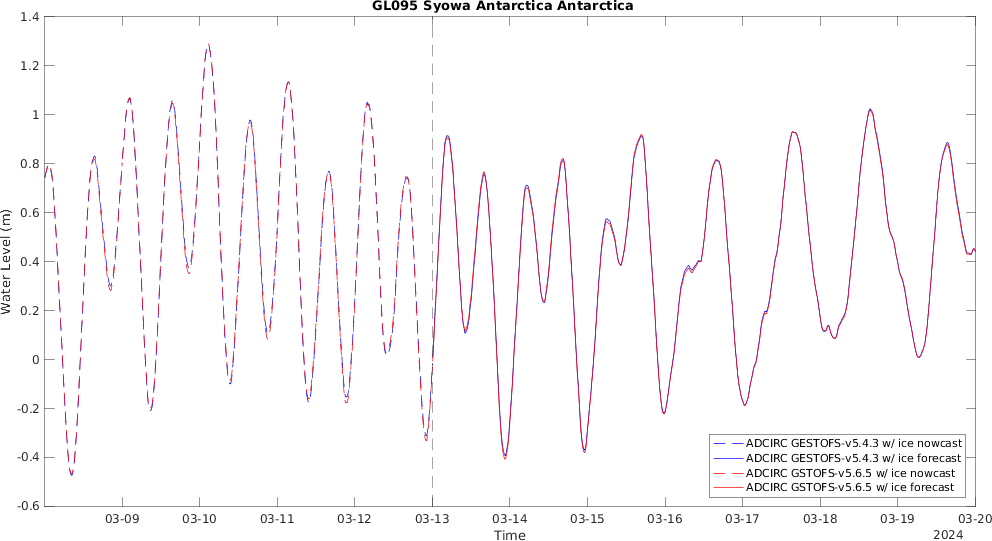 GL095 Syowa Antarctica Antarctica
1.4
1.2
1
0.8
0.6
0.4
0.2
0
-0.2
-0.4
-0.6
Water Level (m)
ADCIRC GESTOFS-v5.4.3 w/ ice nowcast
ADCIRC GESTOFS-v5.4.3 w/ ice forecast
ADCIRC GSTOFS-v5.6.5 w/ ice nowcast
ADCIRC GSTOFS-v5.6.5 w/ ice forecast
03-09 03-10 03-11 03-12 03-13 03-14 03-15 03-16 03-17 03-18 03-19 03-20
Time
2024